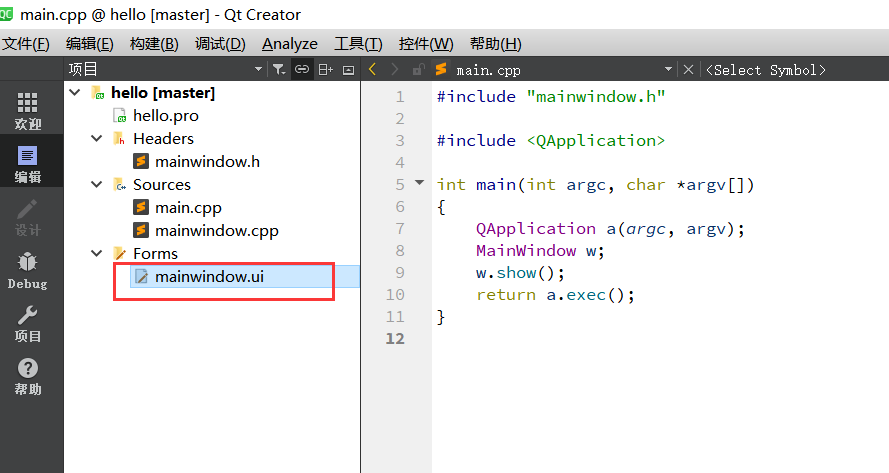 main.cpp @ hello [master] - Qt Creator
文件(F) 编辑(E) 构建(B) 调试(D) Analyze 工具(T) 控件(W) 帮助(H)
项目
main.cpp
<Select Symbol>
欢迎
编辑
设计
Debug
项目
帮助
hello [master]
hello.pro
Headers
mainwindow.h
Sources
main.cpp
mainwindow.cpp
Forms
mainwindow.ui
1 #include "mainwindow.h"
2
3 #include <QApplication>
4
5 int main(int argc, char *argv[])
6 {
7 QApplication a(argc, argv);
8 MainWindow w;
9 w.show();
10 return a.exec();
11 }
12